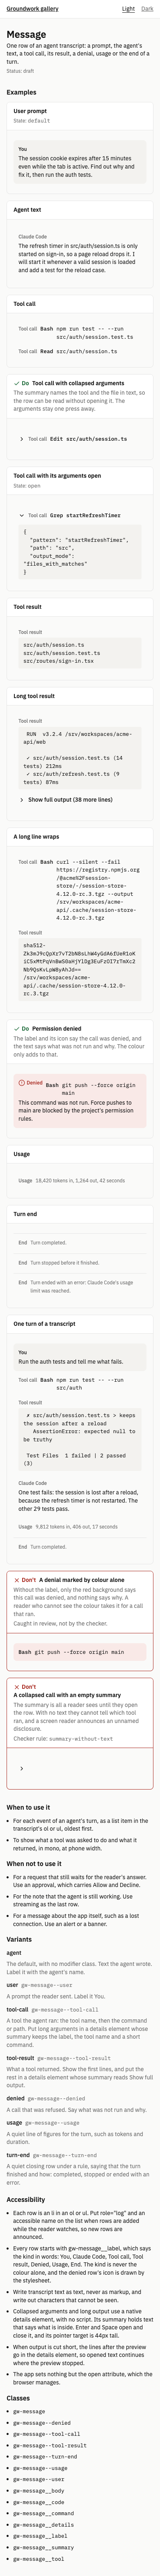 Groundwork gallery Light Dark
Message
One row of an agent transcript: a prompt, the agent's
text, a tool call, its result, a denial, usage or the end of a
turn.
Status: draft
Examples
User prompt
State: default
You
The session cookie expires after 15 minutes
even while the tab is active. Find out why and
fix it, then run the auth tests.
Agent text
Claude Code
The refresh timer in src/auth/session.ts is only
started on sign-in, so a page reload drops it. I
will start it whenever a valid session is loaded
and add a test for the reload case.
Tool call
Tool call Bash npm run test -- --run
src/auth/session.test.ts
Tool call Read src/auth/session.ts
Do Tool call with collapsed arguments
The summary names the tool and the file in text, so
the row can be read without opening it. The
arguments stay one press away.
Tool call Edit src/auth/session.ts
Tool call with its arguments open
State: open
Tool call Grep startRefreshTimer
{
"pattern": "startRefreshTimer",
"path": "src",
"output_mode":
"files_with_matches"
}
Tool result
Tool result
src/auth/session.ts
src/auth/session.test.ts
src/routes/sign-in.tsx
Long tool result
Tool result
RUN v3.2.4 /srv/workspaces/acme-
api/web
✓ src/auth/session.test.ts (14
tests) 212ms
✓ src/auth/refresh.test.ts (9
tests) 87ms
Show full output (38 more lines)
A long line wraps
Tool call Bash curl --silent --fail
https://registry.npmjs.org
/@acme%2Fsession-
store/-/session-store-
4.12.0-rc.3.tgz --output
/srv/workspaces/acme-
api/.cache/session-store-
4.12.0-rc.3.tgz
Tool result
/srv/workspaces/acme-
api/.cache/session-store-4.12.0-
rc.3.tgz
Do Permission denied
The label and its icon say the call was denied, and
the text says what was not run and why. The colour
only adds to that.
Denied Bash git push --force origin
main
This command was not run. Force pushes to
main are blocked by the project's permission
rules.
Usage
Usage 18,420 tokens in, 1,264 out, 42 seconds
Turn end
End Turn completed.
End Turn stopped before it finished.
End Turn ended with an error: Claude Code's usage
limit was reached.
One turn of a transcript
You
Run the auth tests and tell me what fails.
Tool call Bash npm run test -- --run
src/auth
Tool result
✗ src/auth/session.test.ts > keeps
the session after a reload
AssertionError: expected null to
be truthy
Test Files 1 failed | 2 passed
(3)
Claude Code
One test fails: the session is lost after a reload,
because the refresh timer is not restarted. The
other 29 tests pass.
Usage 9,812 tokens in, 406 out, 17 seconds
End Turn completed.
Don't A denial marked by colour alone
Without the label, only the red background says
this call was denied, and nothing says why. A
reader who cannot see the colour takes it for a call
that ran.
Caught in review, not by the checker.
Bash git push --force origin main
Don't
A collapsed call with an empty summary
The summary is all a reader sees until they open
the row. With no text they cannot tell which tool
ran, and a screen reader announces an unnamed
disclosure.
Checker rule: summary-without-text
When to use it
For each event of an agent's turn, as a list item in the
transcript's ol or ul, oldest first.
To show what a tool was asked to do and what it
returned, in mono, at phone width.
When not to use it
For a request that still waits for the reader's answer.
Use an approval, which carries Allow and Decline.
For the note that the agent is still working. Use
streaming as the last row.
For a message about the app itself, such as a lost
connection. Use an alert or a banner.
Variants
agent
The default, with no modifier class. Text the agent wrote.
Label it with the agent's name.
user gw-message--user
A prompt the reader sent. Label it You.
tool-call gw-message--tool-call
A tool the agent ran: the tool name, then the command
or path. Put long arguments in a details element whose
summary keeps the label, the tool name and a short
command.
tool-result gw-message--tool-result
What a tool returned. Show the first lines, and put the
rest in a details element whose summary reads Show full
output.
denied gw-message--denied
A call that was refused. Say what was not run and why.
usage gw-message--usage
A quiet line of figures for the turn, such as tokens and
duration.
turn-end gw-message--turn-end
A quiet closing row under a rule, saying that the turn
finished and how: completed, stopped or ended with an
error.
Accessibility
Each row is an li in an ol or ul. Put role="log" and an
accessible name on the list when rows are added
while the reader watches, so new rows are
announced.
Every row starts with gw-message__label, which
says the kind in words: You, Claude Code, Tool call, Tool
result, Denied, Usage, End. The kind is never the
colour alone, and the denied row's icon is drawn by
the stylesheet.
Write transcript text as text, never as markup, and
write out characters that cannot be seen.
Collapsed arguments and long output use a native
details element, with no script. Its summary holds text
that says what is inside. Enter and Space open and
close it, and its pointer target is 44px tall.
When output is cut short, the lines after the preview
go in the details element, so opened text continues
where the preview stopped.
The app sets nothing but the open attribute, which the
browser manages.
Classes
gw-message
gw-message--denied
gw-message--tool-call
gw-message--tool-result
gw-message--turn-end
gw-message--usage
gw-message--user
gw-message__body
gw-message__code
gw-message__command
gw-message__details
gw-message__label
gw-message__summary
gw-message__tool